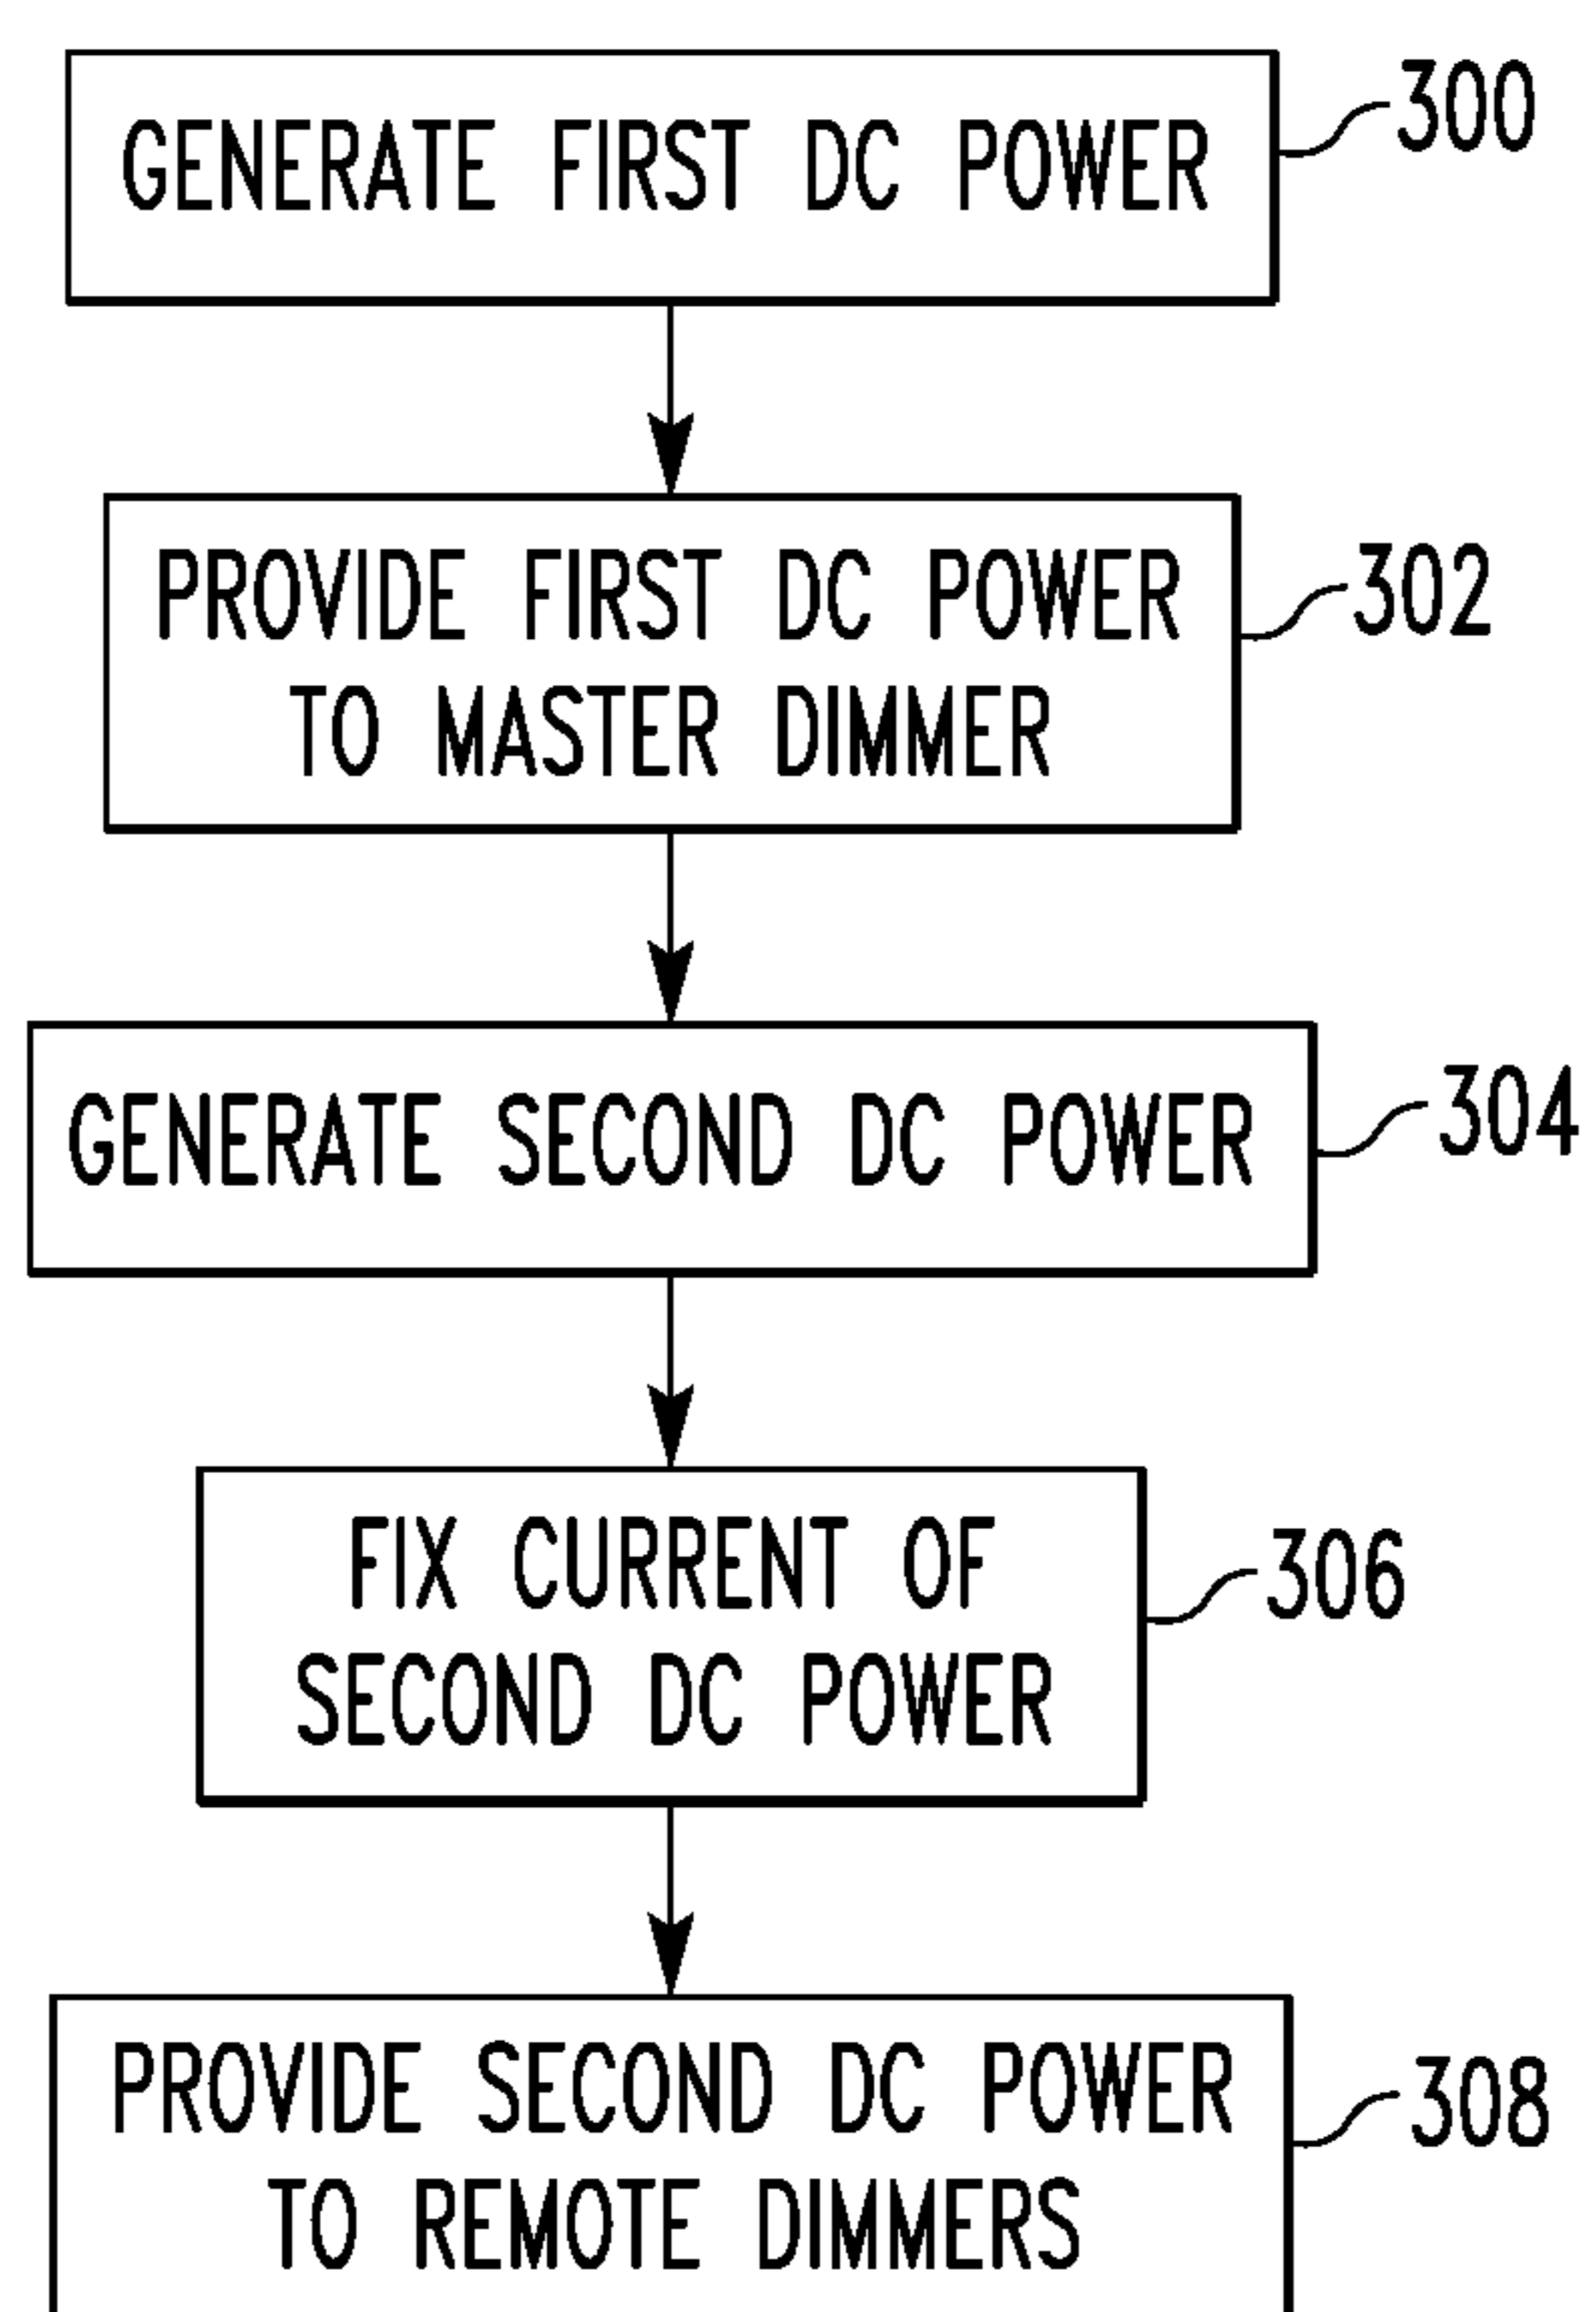 GENERATE FIRST DC POWER
300
PROVIDE FIRST DC POWER
TO MASTER DIMMER
302
GENERATE SECOND DC POWER
304
FIX CURRENT OF
SECOND DC POWER
306
PROVIDE SECOND DC POWER
TO REMOTE DIMMERS
308